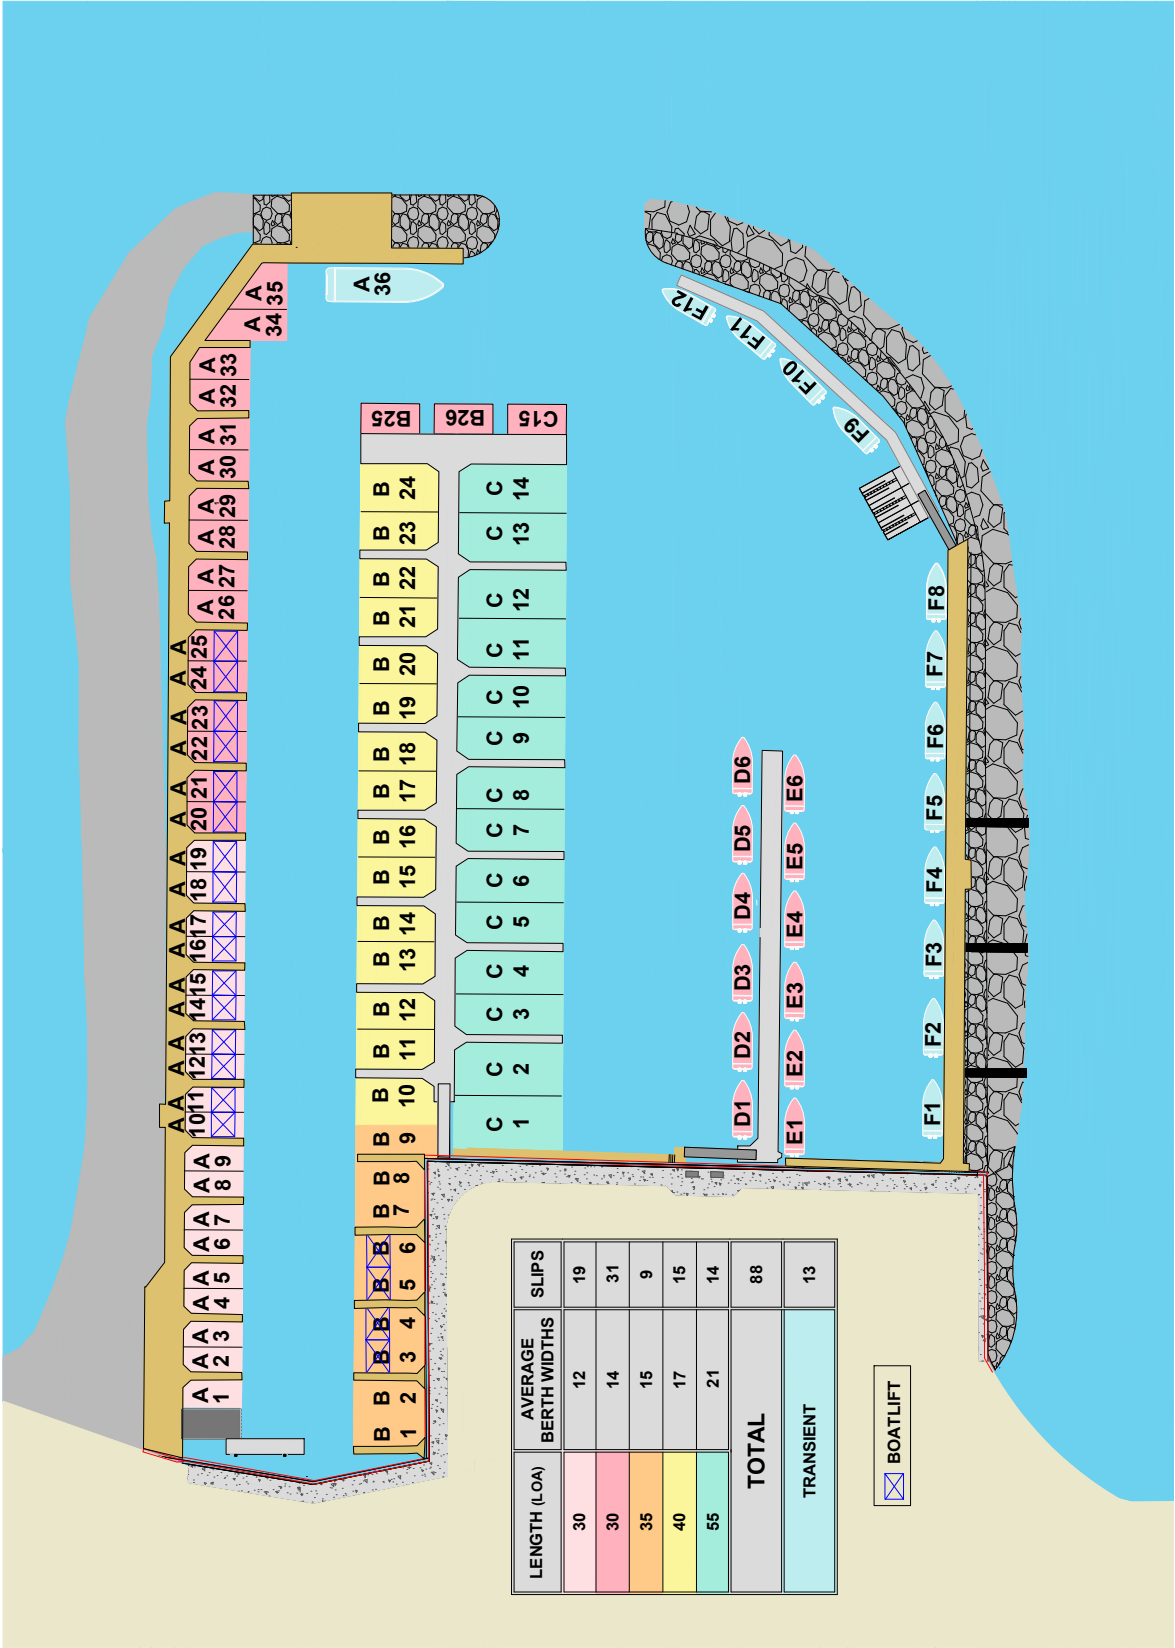 A 1
A 2
A 3
A 4
A 5
A 6
A 7
A 8
A 9
A 10
A 11
A 12
A 13
A 14
A 15
A 16
A 17
A 18
A 19
A 20
A 21
A 22
A 23
A 24
A 25
A 26
A 27
A 28
A 29
A 30
A 31
A 32
A 33
A 34
A 35
A 36
B 1
B 2
B 3
B 4
B 5
B 6
B 7
B 8
B 9
B 10
B 11
B 12
B 13
B 14
B 15
B 16
B 17
B 18
B 19
B 20
B 21
B 22
B 23
B 24
B25
B26
C15
C 1
C 2
C 3
C 4
C 5
C 6
C 7
C 8
C 9
C 10
C 11
C 12
C 13
C 14
D1
D2
D3
D4
D5
D6
E1
E2
E3
E4
E5
E6
F1
F2
F3
F4
F5
F6
F7
F8
F9
F10
F11
F12
LENGTH (LOA) AVERAGE BERTH WIDTHS SLIPS
30 12 19
30 14 31
35 15 9
40 17 15
55 21 14
TOTAL 88
TRANSIENT 13
BOATLIFT